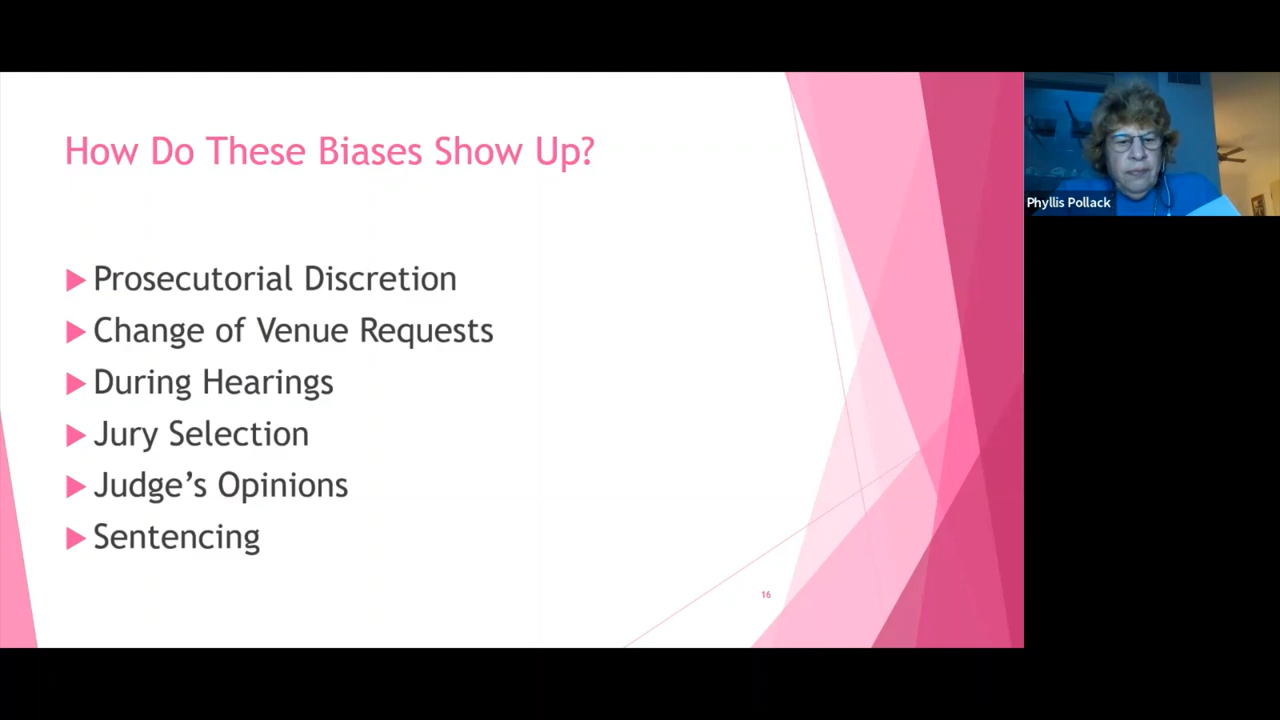 How Do These Biases Show Up?
Phyllis Pollack
Prosecutorial Discretion
Change of Venue Requests
During Hearings
Jury Selection
Judge’s Opinions
Sentencing
16